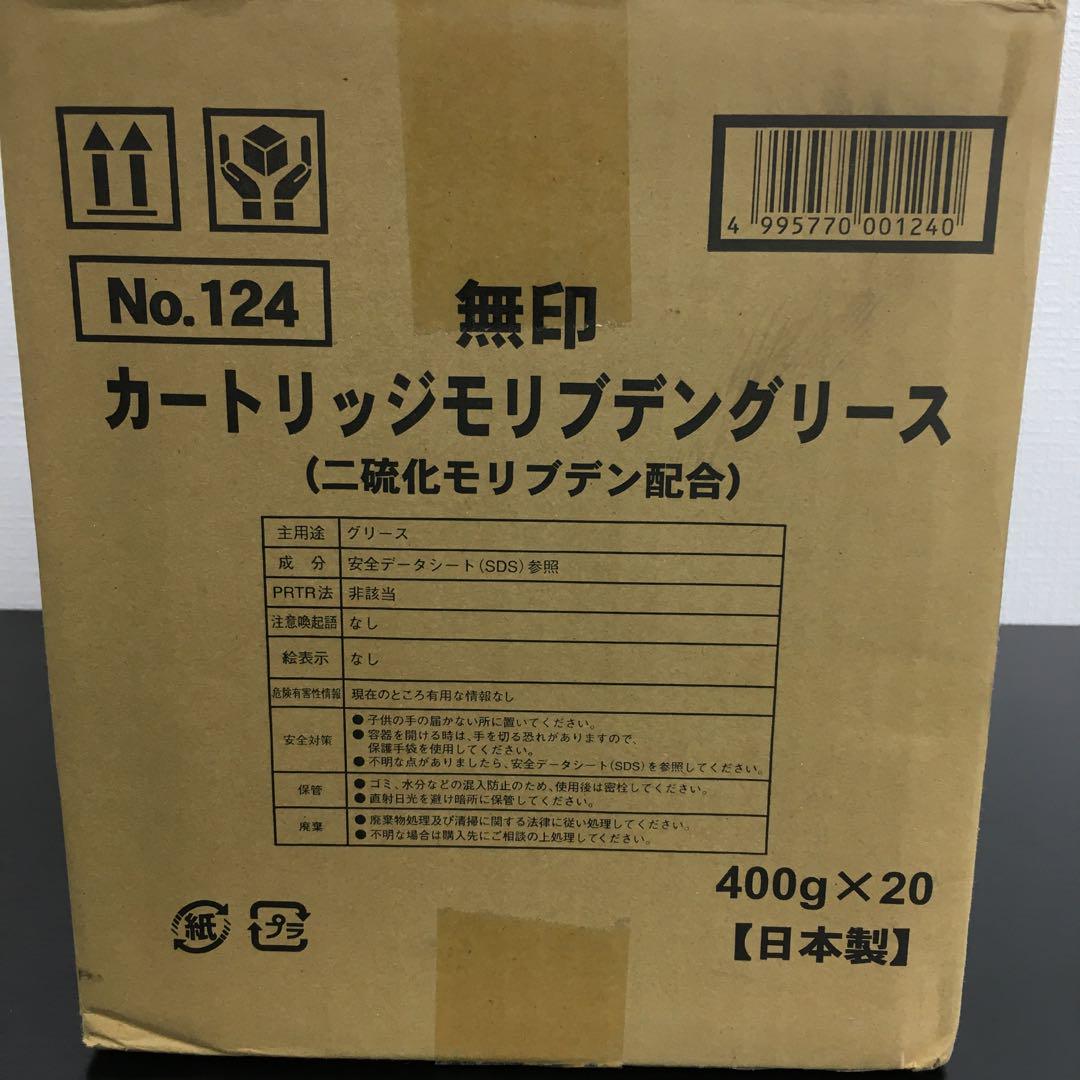 4 995770 001240
No.124
無印
カートリッジモリブデングリース
(二硫化モリブデン配合)
主用途 グリース
成 分 安全データシート(SDS)参照
PRTR法 非該当
注意喚起語 なし
絵表示 なし
危険有害性情報 現在のところ有用な情報なし
安全対策
●子供の手の届かない所に置いてください。
●容器を開ける時は、手を切る恐れがありますので、
保護手袋を使用してください。
●不明な点がありましたら、安全データシート(SDS)を参照してください。
保管
●ゴミ、水分などの混入防止のため、使用後は密栓してください。
●直射日光を避け暗所に保管してください。
廃棄
●廃棄物処理及び清掃に関する法律に従い処理してください。
●不明な場合は購入先にご相談の上処理してください。
400g×20
【日本製】
紙 プラ